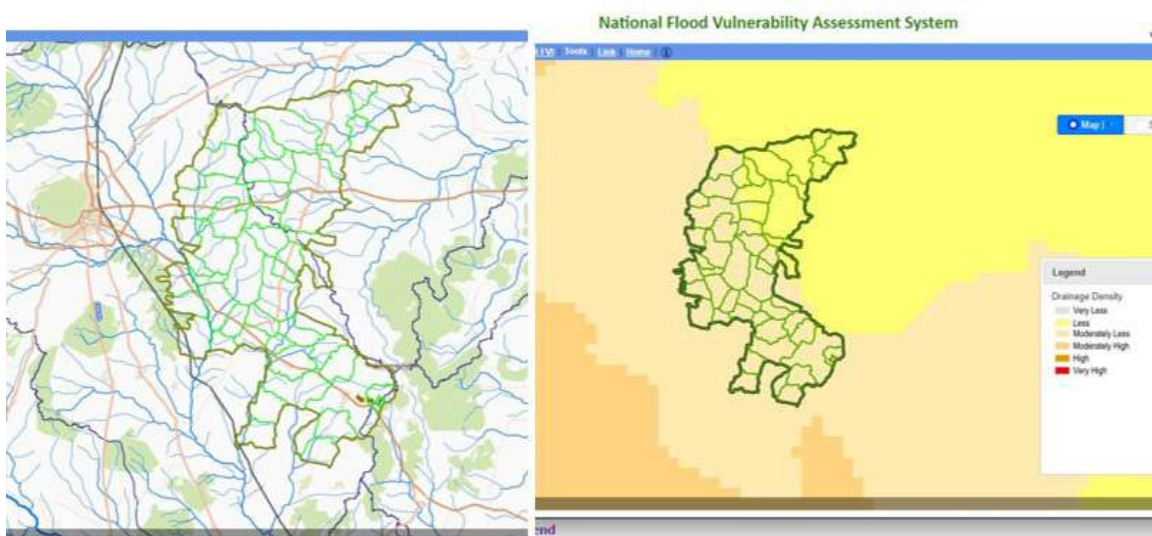 National Flood Vulnerability Assessment System
Tools Link Home
Map |
Legend
Drainage Density
Very Less
Less
Moderately Less
Moderately High
High
Very High
end